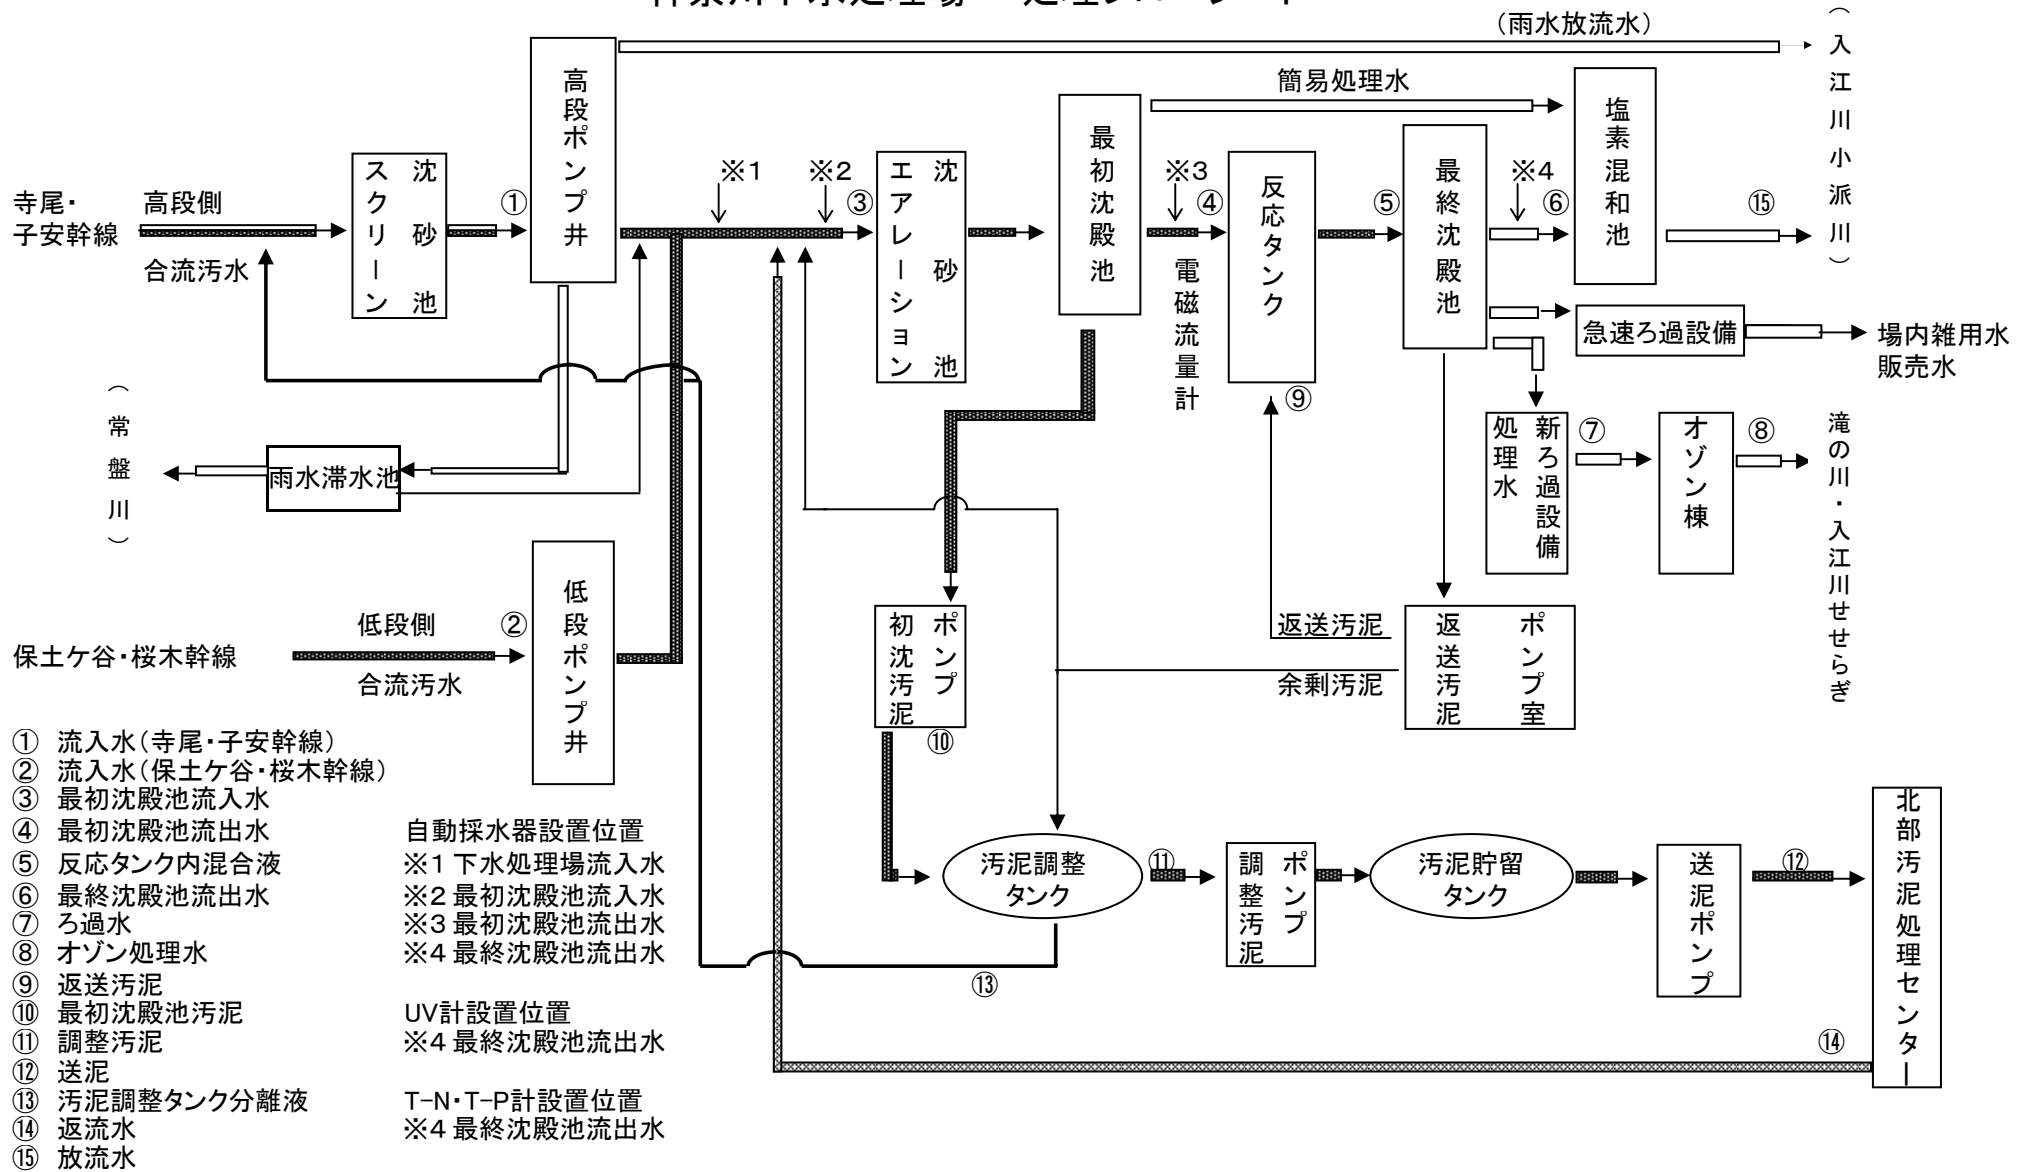 (雨水放流水)
(入江川小派川)
高段ポンプ井
簡易処理水
塩素混和池
最初沈殿池
最終沈殿池
沈砂池
スクリーン
沈砂池
エアレーション
反応タンク
※1
※2
※3
※4
①
③
④
⑤
⑥
⑮
寺尾・
子安幹線
高段側
合流汚水
電磁流量計
急速ろ過設備
場内雑用水
販売水
⑨
(常盤川)
雨水滞水池
新ろ過設備
処理水
⑦
オゾン棟
⑧
滝の川・入江川せせらぎ
低段ポンプ井
低段側
②
保土ケ谷・桜木幹線
合流汚水
ポンプ
初沈汚泥
⑩
返送汚泥
余剰汚泥
返送汚泥
ポンプ室
① 流入水(寺尾・子安幹線)
② 流入水(保土ケ谷・桜木幹線)
③ 最初沈殿池流入水
④ 最初沈殿池流出水
⑤ 反応タンク内混合液
⑥ 最終沈殿池流出水
⑦ ろ過水
⑧ オゾン処理水
⑨ 返送汚泥
⑩ 最初沈殿池汚泥
⑪ 調整汚泥
⑫ 送泥
⑬ 汚泥調整タンク分離液
⑭ 返流水
⑮ 放流水
自動採水器設置位置
※1 下水処理場流入水
※2 最初沈殿池流入水
※3 最初沈殿池流出水
※4 最終沈殿池流出水
UV計設置位置
※4 最終沈殿池流出水
T-N・T-P計設置位置
※4 最終沈殿池流出水
汚泥調整
タンク
⑪
ポンプ
調整汚泥
汚泥貯留
タンク
送泥ポンプ
⑫
北部汚泥処理センター
⑬
⑭